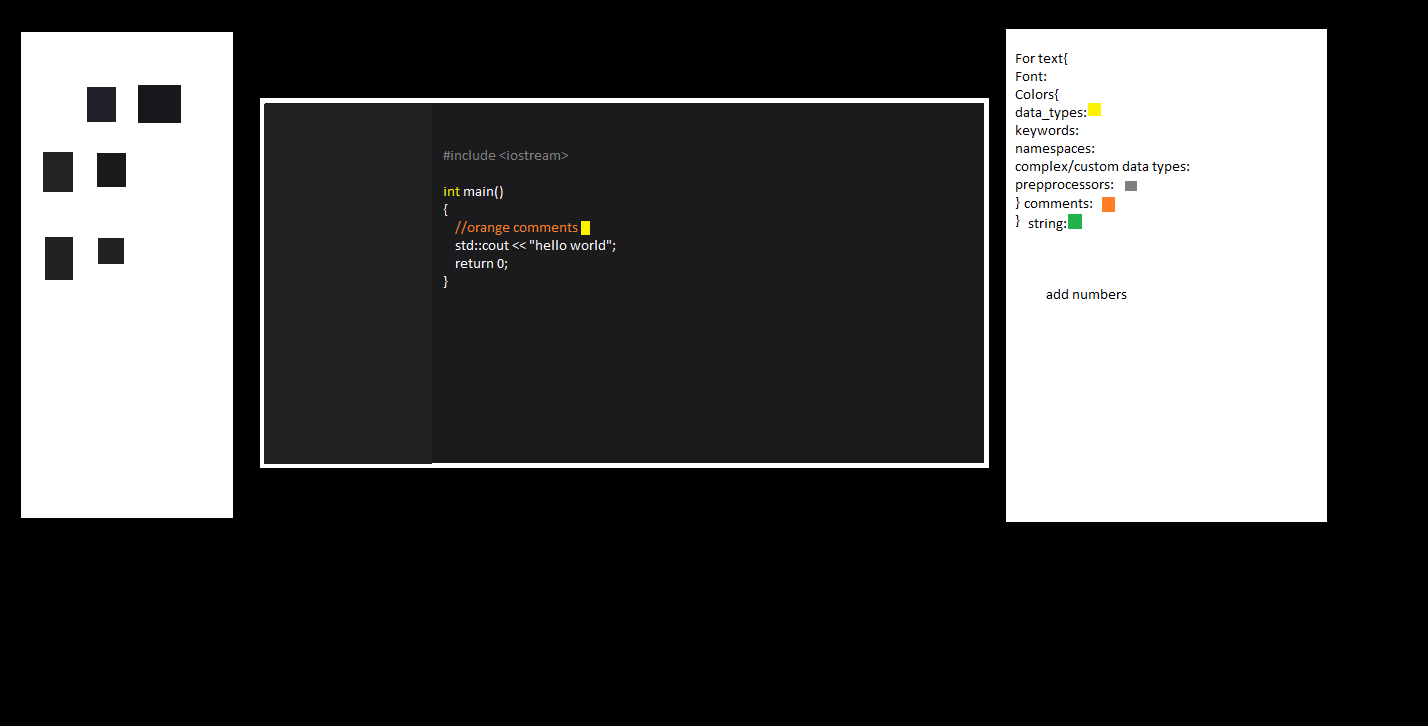 #include <iostream>
int main()
{
//orange comments
std::cout << "hello world";
return 0;
}
For text{
Font:
Colors{
data_types:
keywords:
namespaces:
complex/custom data types:
prepprocessors:
} comments:
} string:
add numbers